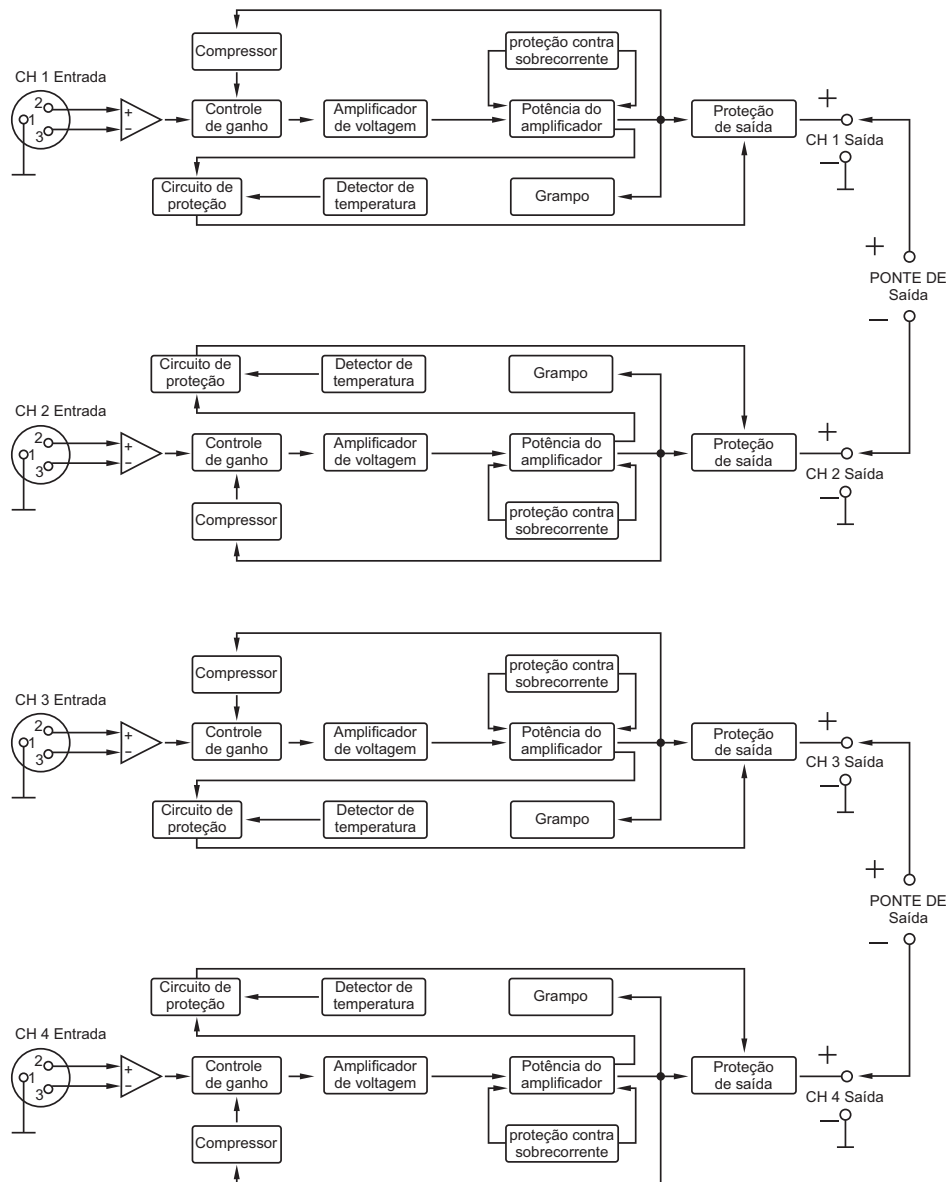 Compressor
proteção contra
sobrecorrente
CH 1 Entrada
2
1
3
+
−
Controle
de ganho
Amplificador
de voltagem
Potência do
amplificador
Proteção
de saída
+
CH 1 Saída
−
Circuito de
proteção
Detector de
temperatura
Grampo
+
PONTE DE
Saída
−
Circuito de
proteção
Detector de
temperatura
Grampo
CH 2 Entrada
2
1
3
+
−
Controle
de ganho
Amplificador
de voltagem
Potência do
amplificador
Proteção
de saída
+
CH 2 Saída
−
Compressor
proteção contra
sobrecorrente
Compressor
proteção contra
sobrecorrente
CH 3 Entrada
2
1
3
+
−
Controle
de ganho
Amplificador
de voltagem
Potência do
amplificador
Proteção
de saída
+
CH 3 Saída
−
Circuito de
proteção
Detector de
temperatura
Grampo
+
PONTE DE
Saída
−
Circuito de
proteção
Detector de
temperatura
Grampo
CH 4 Entrada
2
1
3
+
−
Controle
de ganho
Amplificador
de voltagem
Potência do
amplificador
Proteção
de saída
+
CH 4 Saída
−
Compressor
proteção contra
sobrecorrente